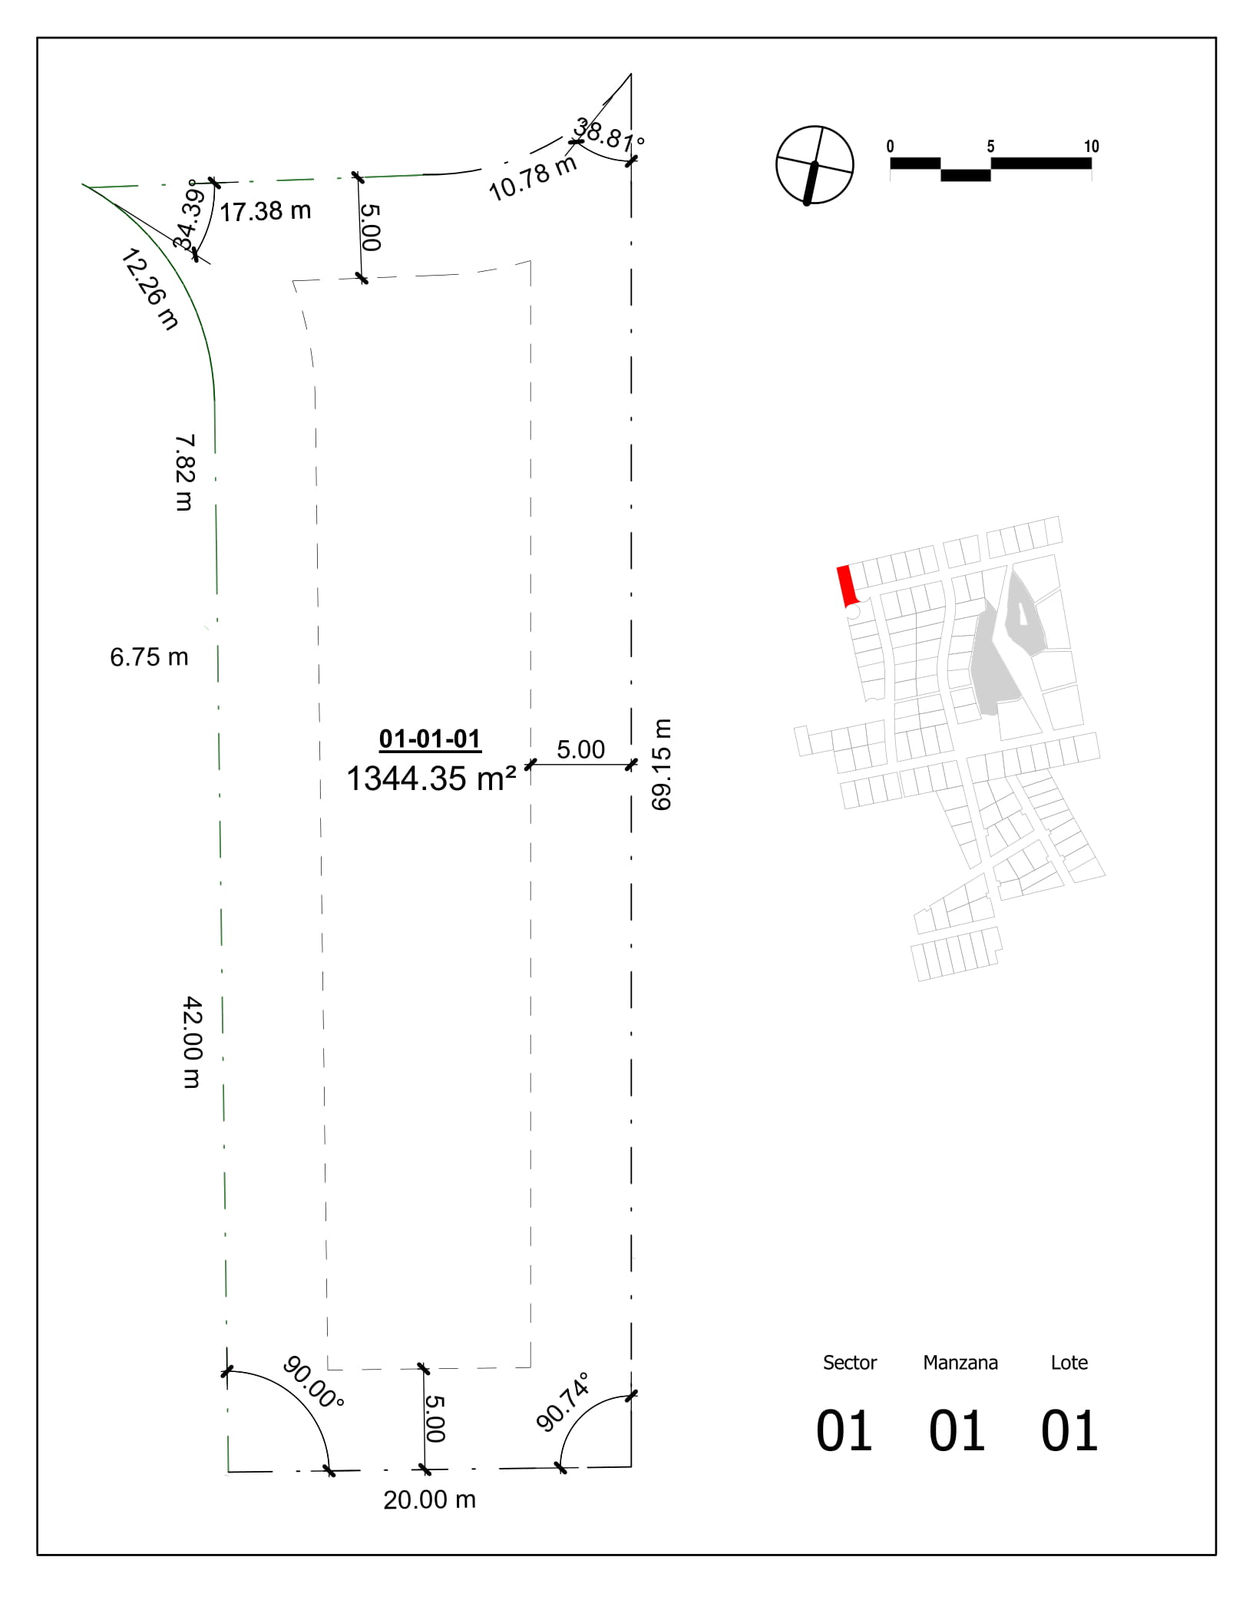 38.81°
10.78 m
0 5 10
34.39°
17.38 m
5.00
12.26 m
7.82 m
6.75 m
01-01-01
1344.35 m²
5.00
69.15 m
42.00 m
90.00°
5.00
90.74°
20.00 m
Sector Manzana Lote
01 01 01